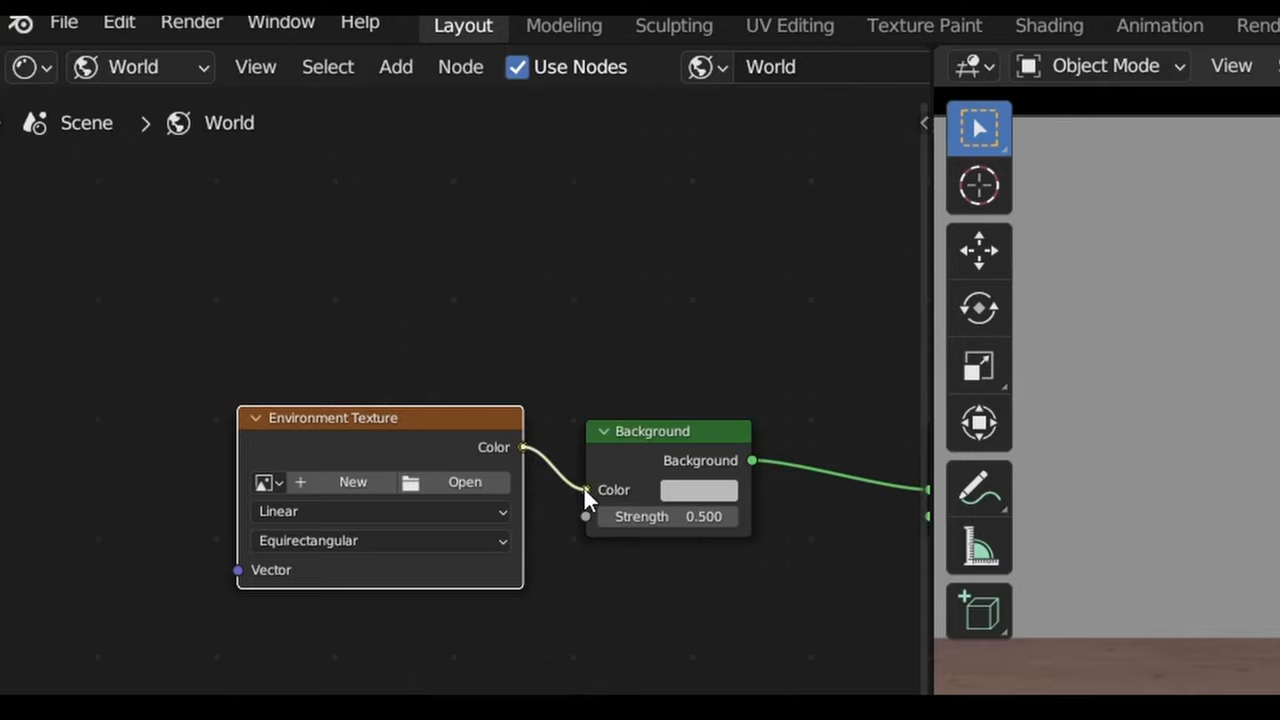 File Edit Render Window Help Layout Modeling Sculpting UV Editing Texture Paint Shading Animation Rend
World View Select Add Node Use Nodes World Object Mode View
Scene > World
Environment Texture
Color
New Open
Linear
Equirectangular
Vector
Background
Background
Color
Strength 0.500